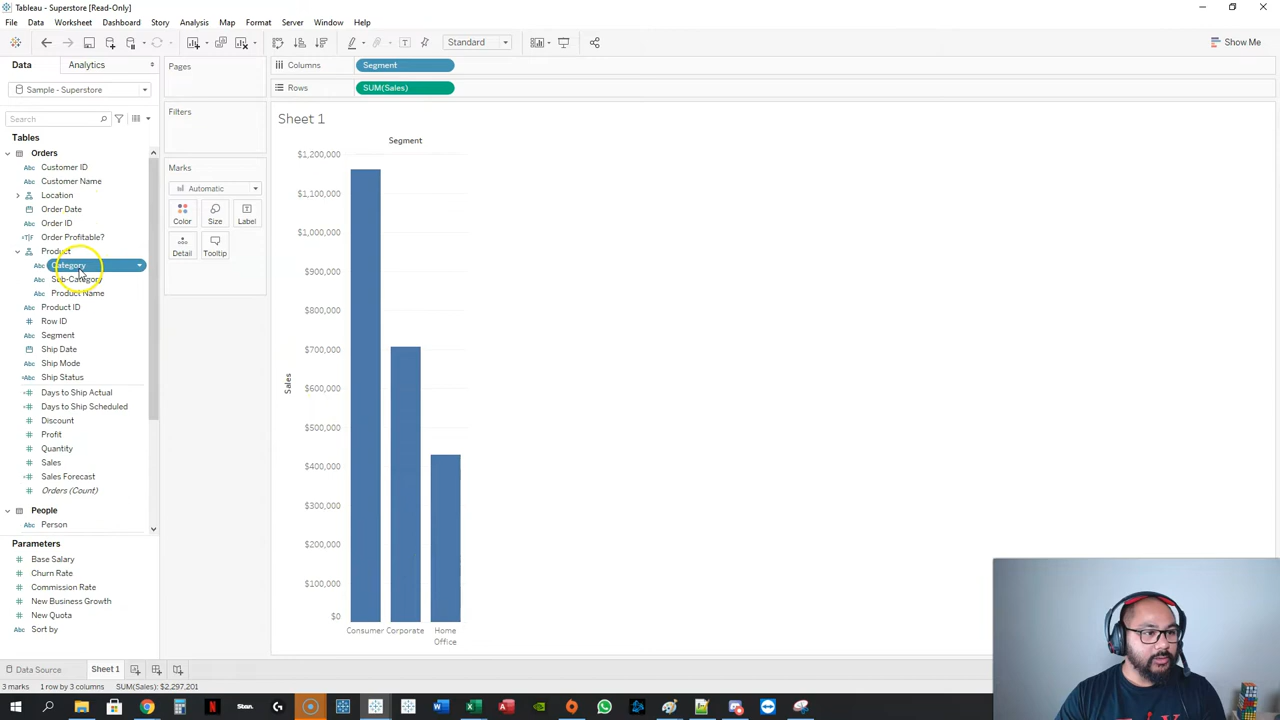 Tableau - Superstore [Read-Only]
File Data Worksheet Dashboard Story Analysis Map Format Server Window Help
Standard
Show Me
Data Analytics
Pages
Columns Segment
Sample - Superstore
Rows SUM(Sales)
Search
Filters
Sheet 1
Tables
Segment
Orders
Customer ID
Marks
Customer Name
Automatic
Location
Order Date
Color Size Label
Order ID
Order Profitable?
Detail Tooltip
Product
Category
Sub-Category
Product Name
Product ID
Row ID
Segment
Ship Date
Ship Mode
Ship Status
Days to Ship Actual
Days to Ship Scheduled
Discount
Profit
Quantity
Sales
Sales Forecast
Orders (Count)
People
Person
Parameters
Base Salary
Churn Rate
Commission Rate
New Business Growth
New Quota
Sort by
$1,200,000
$1,100,000
$1,000,000
$900,000
$800,000
$700,000
$600,000
$500,000
$400,000
$300,000
$200,000
$100,000
$0
Sales
Consumer Corporate Home Office
Data Source Sheet 1
3 marks 1 row by 3 columns SUM(Sales): $2,297,201